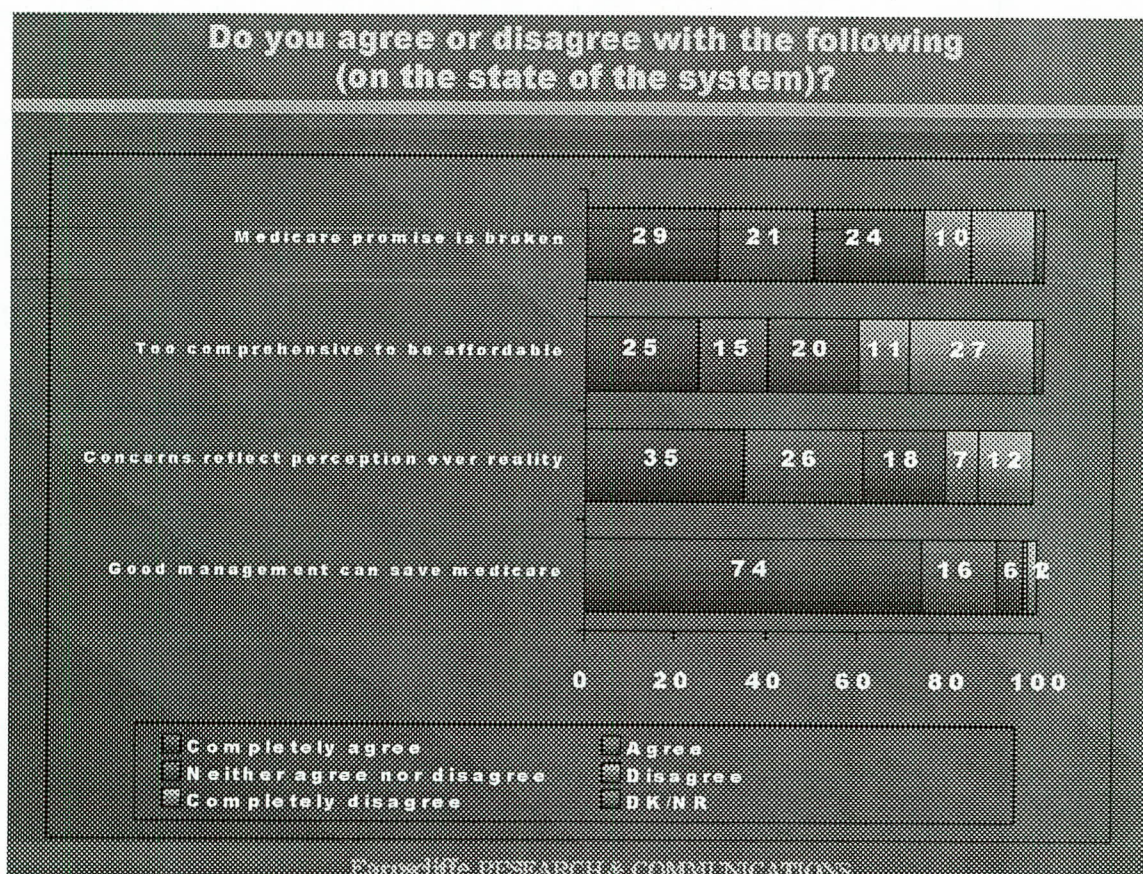 Do you agree or disagree with the following
(on the state of the system)?
Medicare promise is broken 29 21 24 10
Too comprehensive to be affordable 25 15 20 11 27
Concerns reflect perception over reality 35 26 18 7 12
Good management can save medicare 74 16 6 1 2
0 20 40 60 80 100
Completely agree Agree
Neither agree nor disagree Disagree
Completely disagree DK/NR
RESEARCH & COMMUNICATIONS